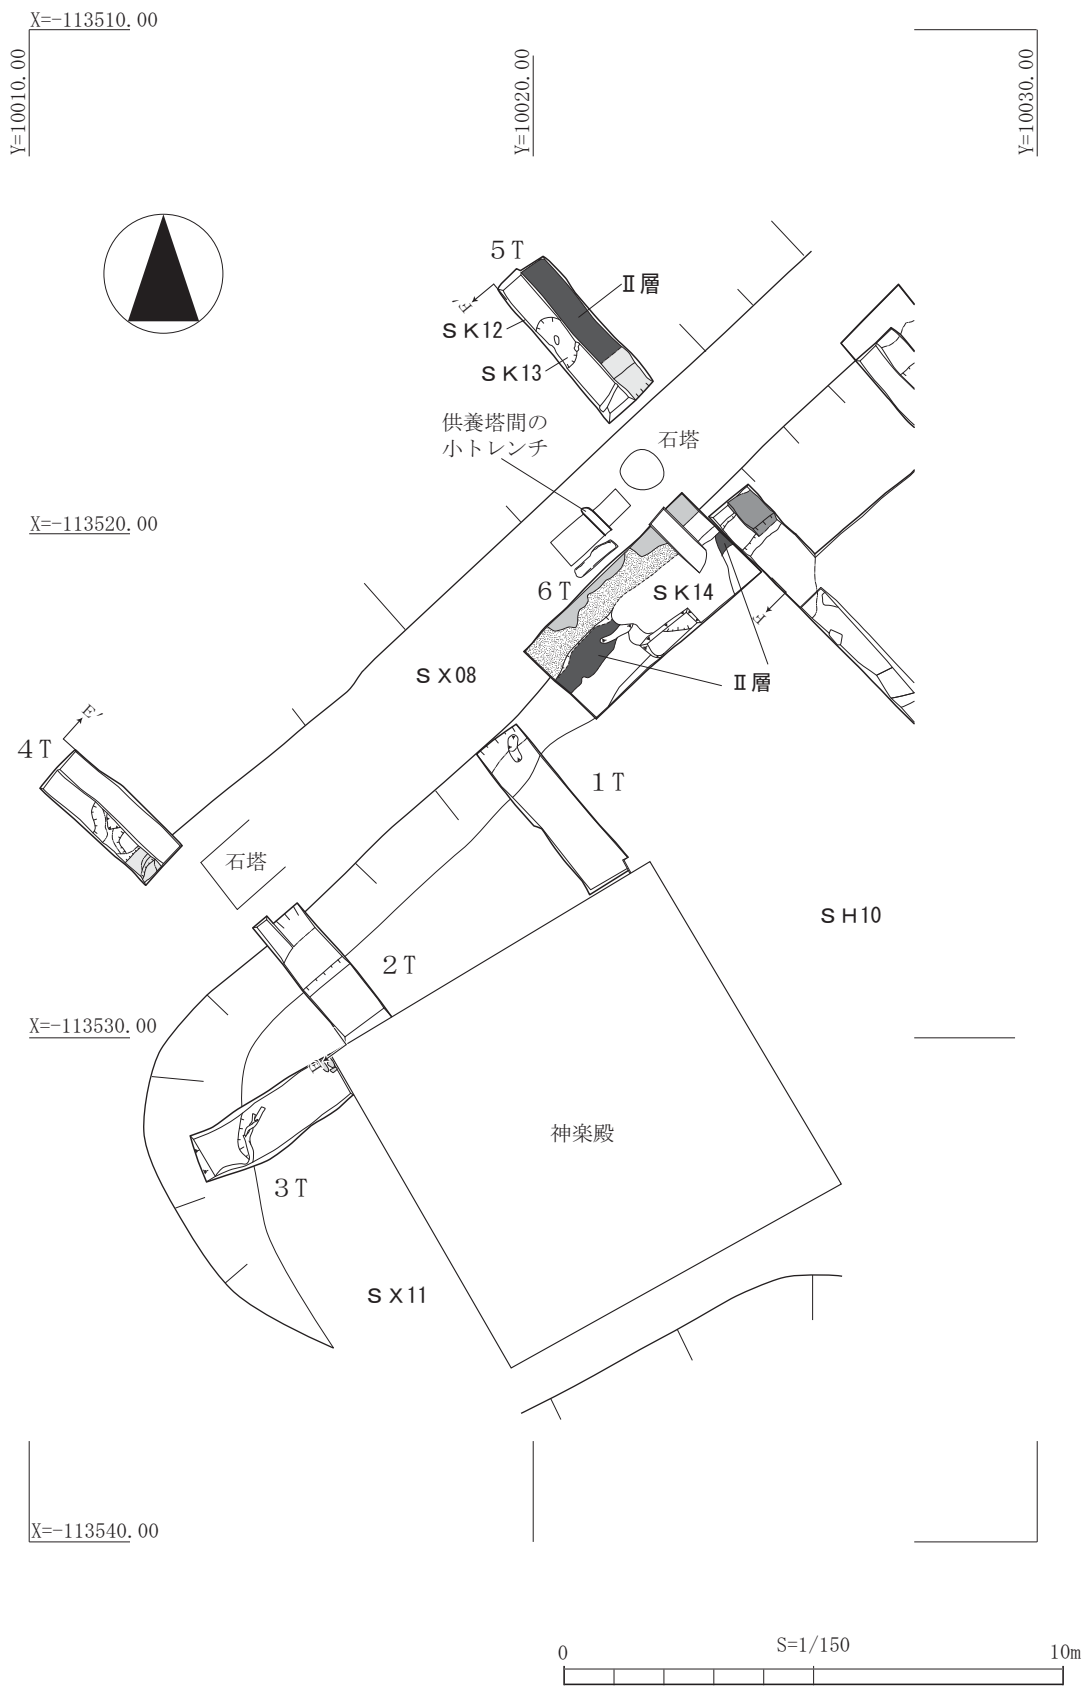 X=-113510.00
Y=10010.00
Y=10020.00
Y=10030.00
5T
Ⅱ層
F'
SK12
SK13
供養塔間の
小トレンチ
石塔
X=-113520.00
6T
SK14
F
SX08
Ⅱ層
E'
4T
1T
石塔
SH10
2T
X=-113530.00
E
神楽殿
3T
SX11
X=-113540.00
S=1/150
0
10m